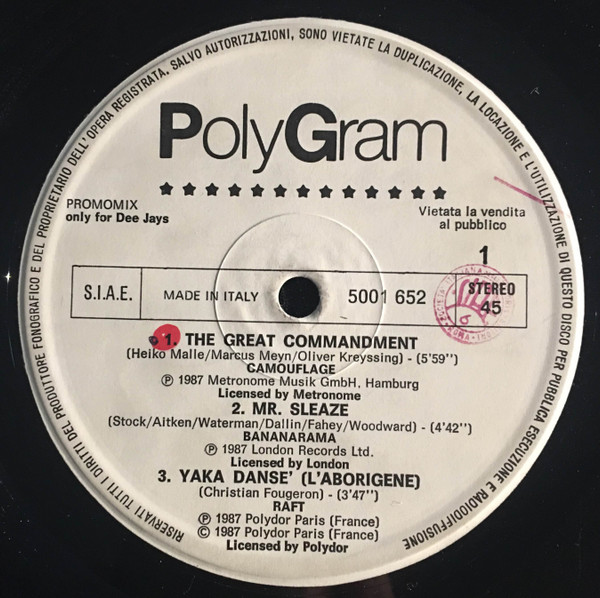 RISERVATI TUTTI I DIRITTI DEL PRODUTTORE FONOGRAFICO E DEL PROPRIETARIO DELL'OPERA REGISTRATA. SALVO AUTORIZZAZIONI, SONO VIETATE LA DUPLICAZIONE, LA LOCAZIONE E L'UTILIZZAZIONE DI QUESTO DISCO PER PUBBLICA ESECUZIONE E RADIODIFFUSIONE
PolyGram
PROMOMIX
only for Dee Jays
Vietata la vendita
al pubblico
1
S.I.A.E. MADE IN ITALY 5001 652 STEREO
45
1. THE GREAT COMMANDMENT
(Heiko Malle/Marcus Meyn/Oliver Kreyssing) - (5'59")
CAMOUFLAGE
℗ 1987 Metronome Musik GmbH, Hamburg
Licensed by Metronome
2. MR. SLEAZE
(Stock/Aitken/Waterman/Dallin/Fahey/Woodward) - (4'42")
BANANARAMA
℗ 1987 London Records Ltd.
Licensed by London
3. YAKA DANSE' (L'ABORIGENE)
(Christian Fougeron) - (3'47")
RAFT
℗ 1987 Polydor Paris (France)
© 1987 Polydor Paris (France)
Licensed by Polydor